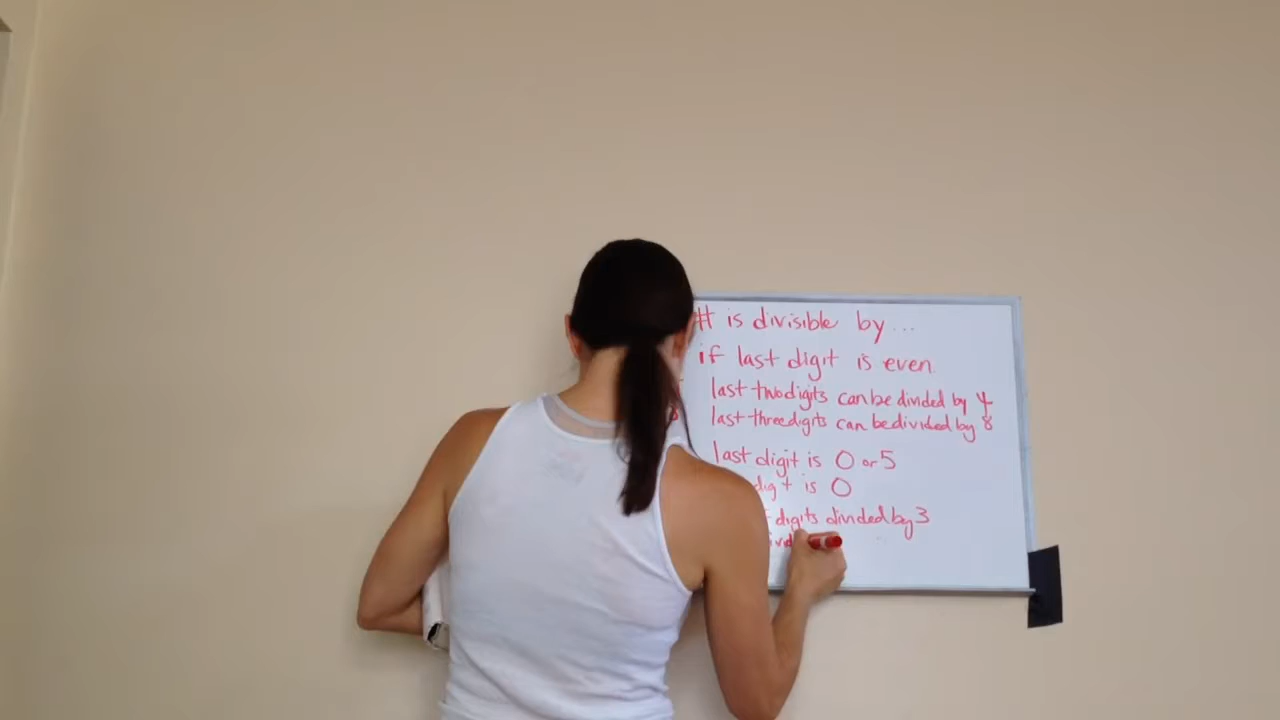 # is divisible by...
if last digit is even
last two digits can be divided by 4
last three digits can be divided by 8
last digit is 0 or 5
digit is 0
digits divided by 3